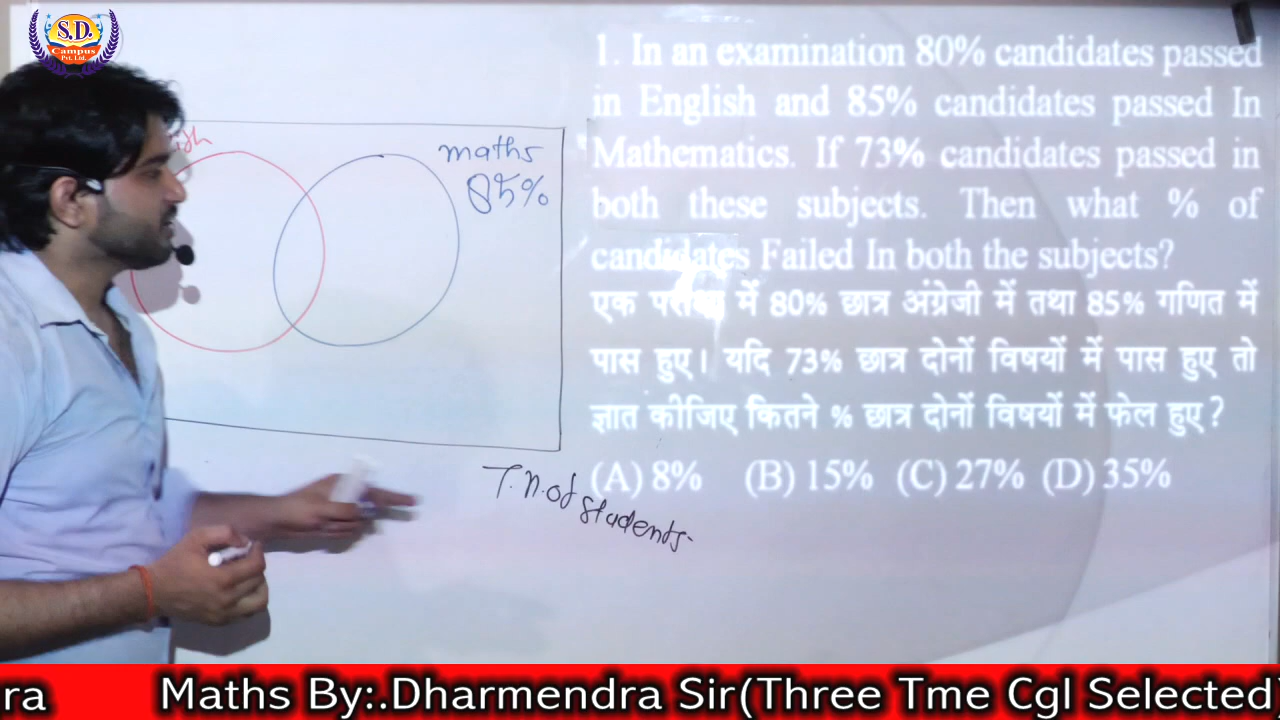 S.D.
Campus
Pvt. Ltd.
maths
85%
T.N.of students.
1. In an examination 80% candidates passed
in English and 85% candidates passed In
Mathematics. If 73% candidates passed in
both these subjects. Then what % of
candidates Failed In both the subjects?
एक परीक्षा में 80% छात्र अंग्रेजी में तथा 85% गणित में
पास हुए। यदि 73% छात्र दोनों विषयों में पास हुए तो
ज्ञात कीजिए कितने % छात्र दोनों विषयों में फेल हुए?
(A) 8% (B) 15% (C) 27% (D) 35%
ra Maths By:.Dharmendra Sir(Three Tme Cgl Selected)